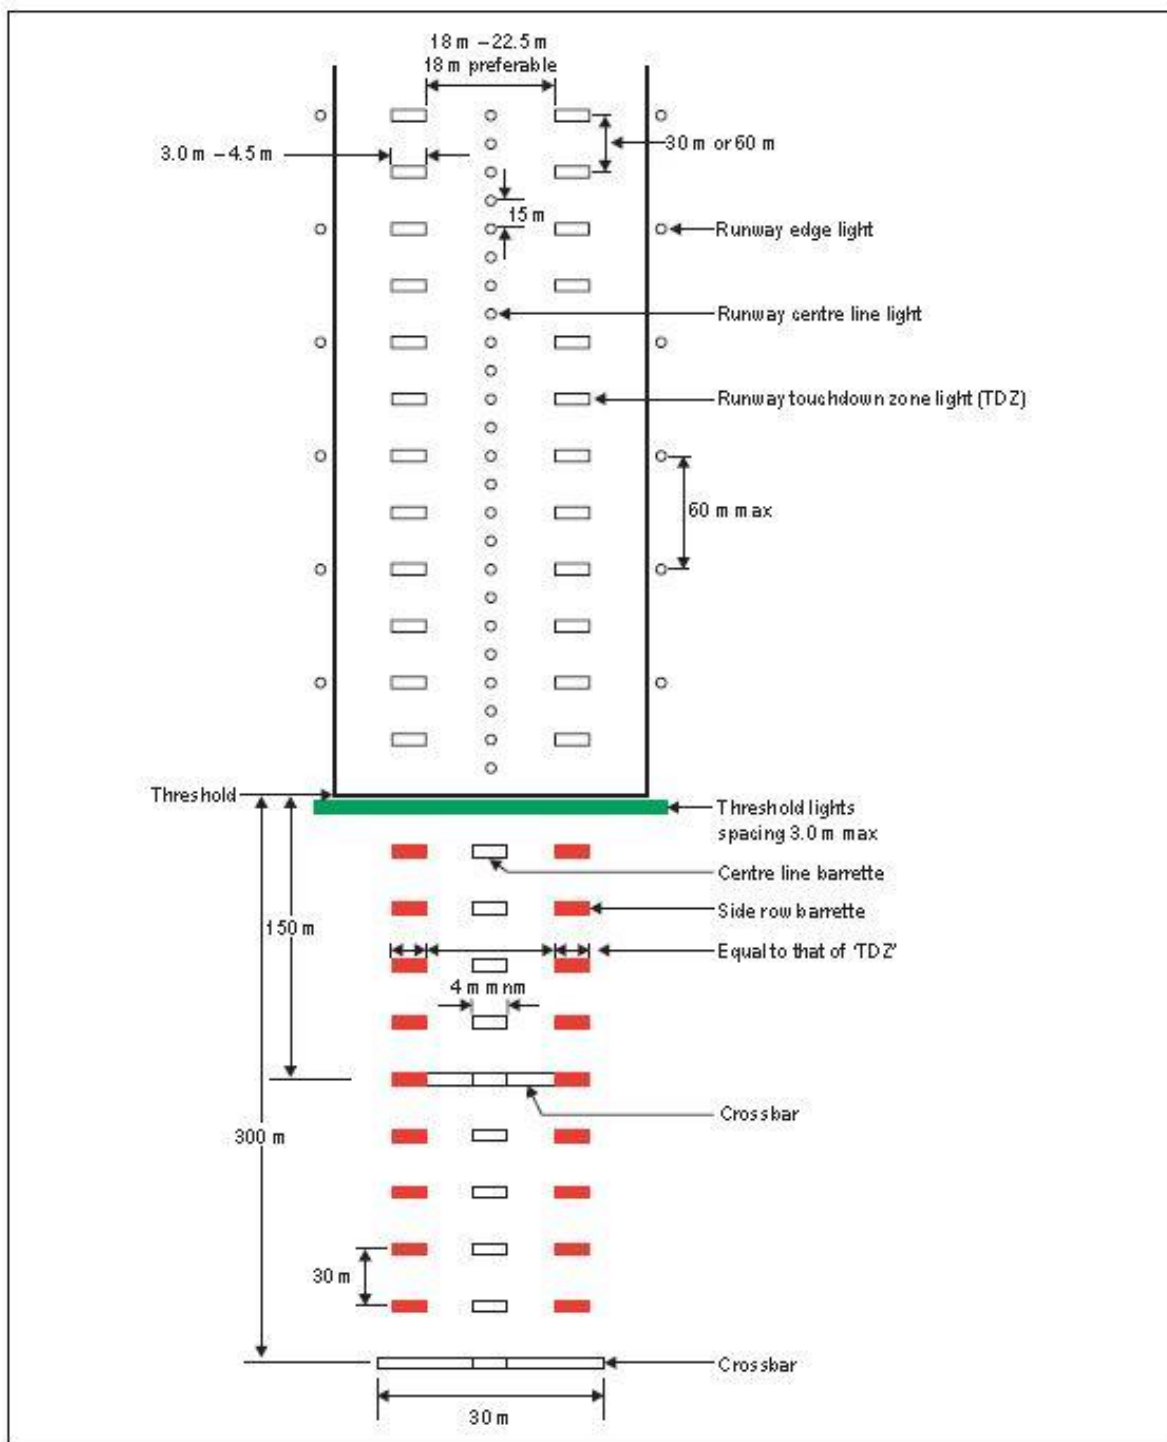 18 m – 22.5 m
18 m preferable
3.0 m – 4.5 m
30 m or 60 m
15 m
Runway edge light
Runway centre line light
Runway touchdown zone light (TDZ)
60 m max
Threshold
Threshold lights
spacing 3.0 m max
Centre line barrette
Side row barrette
150 m
Equal to that of ‘TDZ’
4 m mnm
Crossbar
300 m
30 m
Crossbar
30 m